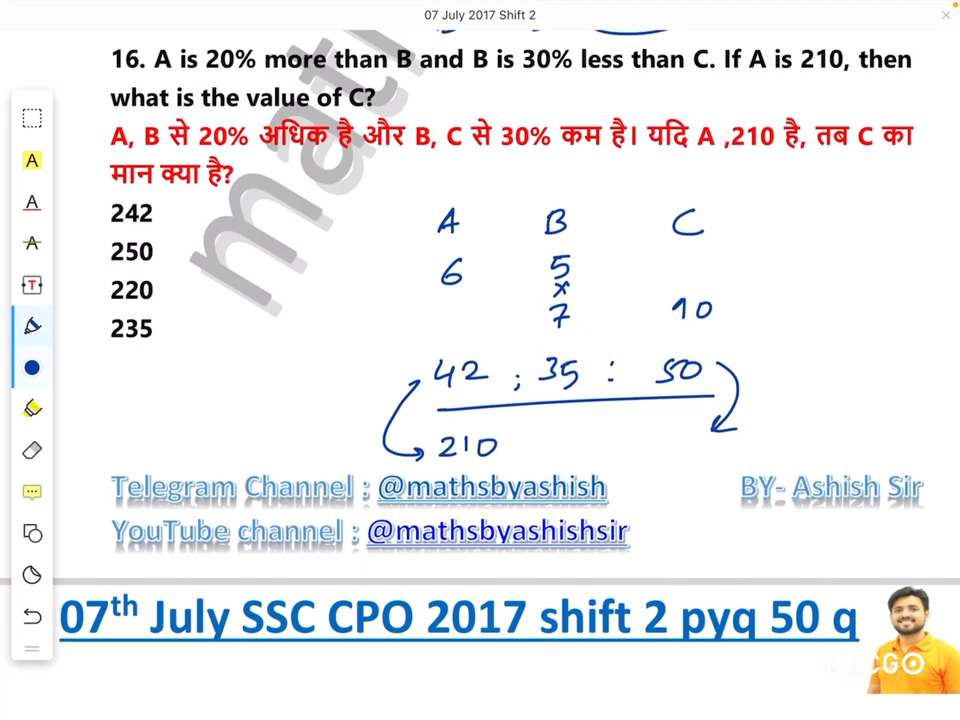 07 July 2017 Shift 2
16. A is 20% more than B and B is 30% less than C. If A is 210, then
what is the value of C?
A, B से 20% अधिक है और B, C से 30% कम है। यदि A ,210 है, तब C का
मान क्या है?
242
250
220
235
A B C
6 5
×
7 10
42 : 35 : 50
210
Telegram Channel : @mathsbyashish BY- Ashish Sir
YouTube channel : @mathsbyashishsir
07th July SSC CPO 2017 shift 2 pyq 50 q